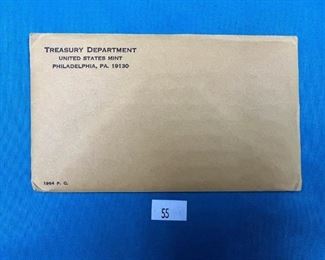 TREASURY DEPARTMENT
UNITED STATES MINT
PHILADELPHIA, PA. 19130
1964 P. C.
55